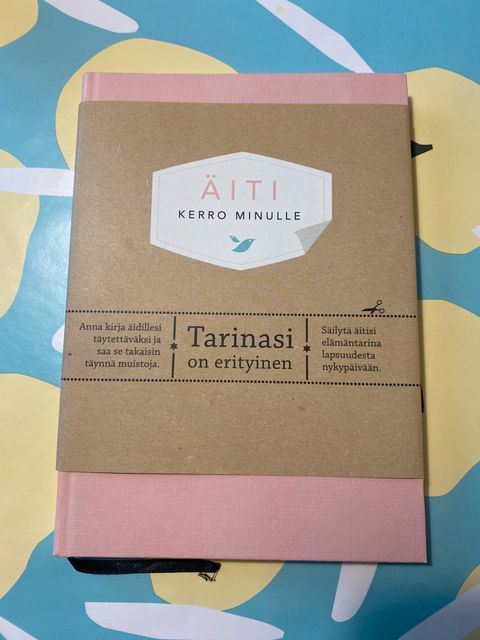 ÄITI
KERRO MINULLE
Anna kirja äidillesi
täytettäväksi ja
saa se takaisin
täynnä muistoja.
Tarinasi
on erityinen
Säilytä äitisi
elämäntarina
lapsuudesta
nykypäivään.